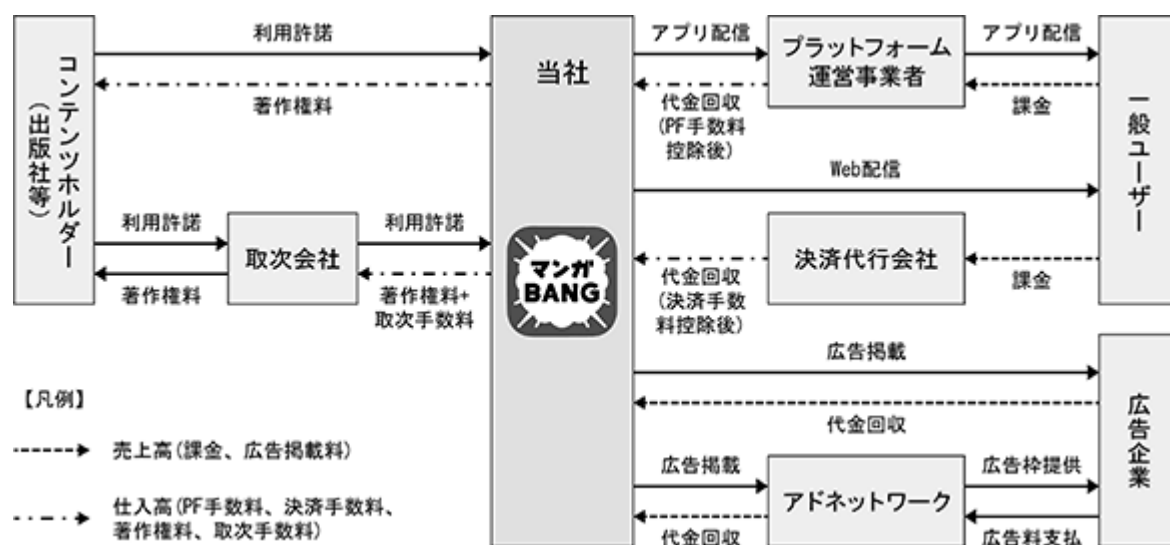 コンテンツホルダー
(出版社等)
利用許諾
著作権料
利用許諾
著作権料
取次会社
利用許諾
著作権料+
取次手数料
当社
マンガ
BANG
アプリ配信
代金回収
(PF手数料
控除後)
プラットフォーム
運営事業者
アプリ配信
課金
Web配信
代金回収
(決済手数
料控除後)
決済代行会社
課金
一般ユーザー
広告掲載
代金回収
広告掲載
代金回収
アドネットワーク
広告枠提供
広告料支払
広告企業
【凡例】
売上高(課金、広告掲載料)
仕入高(PF手数料、決済手数料、
著作権料、取次手数料)